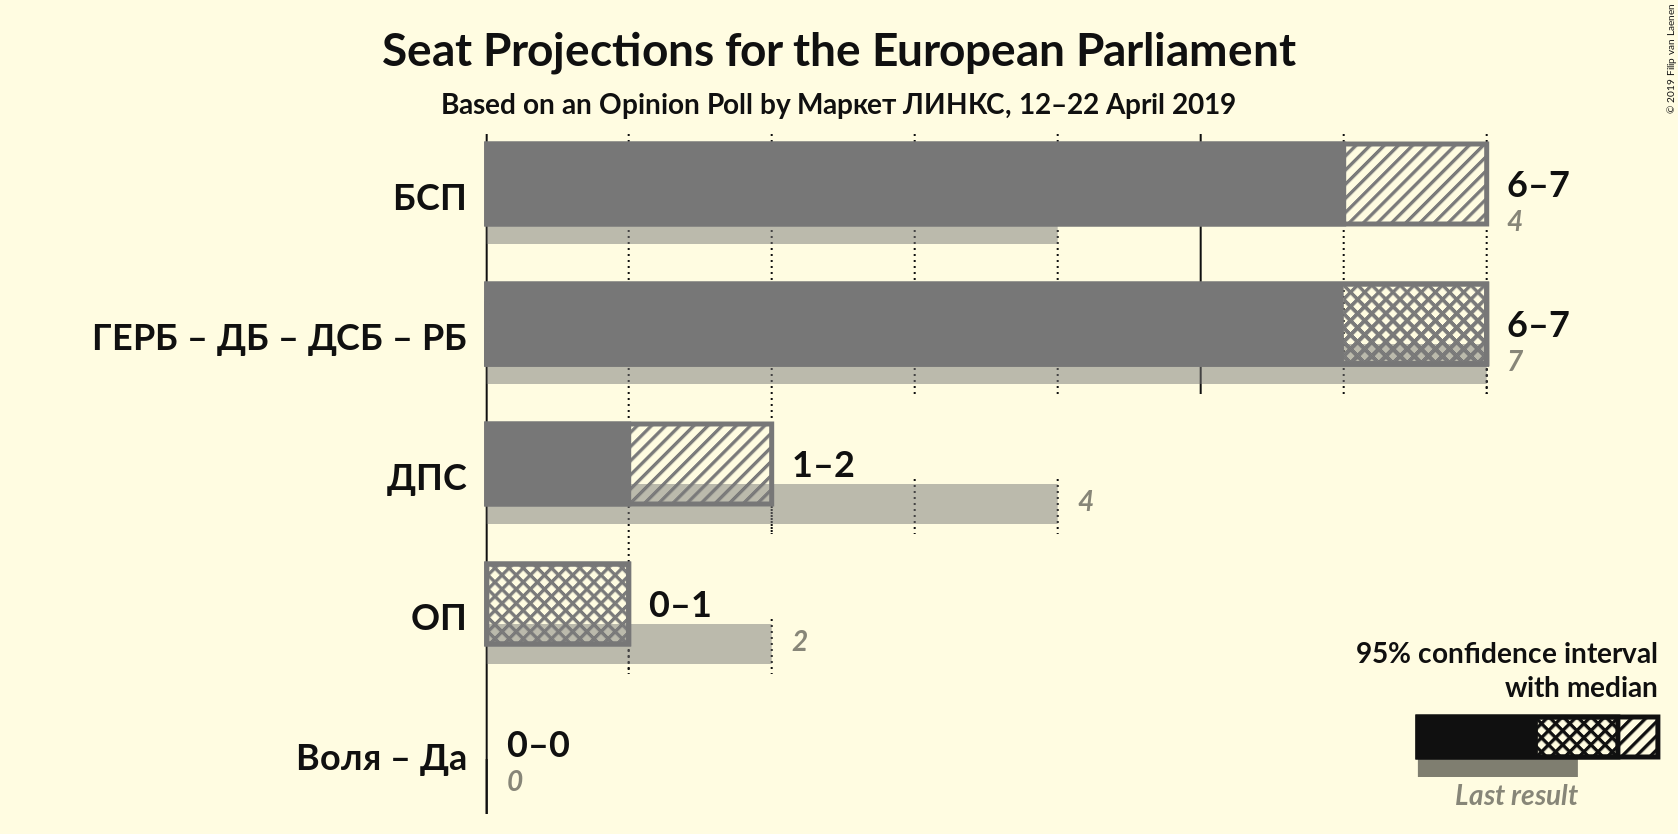 Seat Projections for the European Parliament
Based on an Opinion Poll by Маркет ЛИНКС, 12–22 April 2019
© 2019 Filip van Laenen
БСП
6–7
4
ГЕРБ – ДБ – ДСБ – РБ
6–7
7
ДПС
1–2
4
ОП
0–1
2
Воля – Да
0–0
0
95% confidence interval
with median
Last result